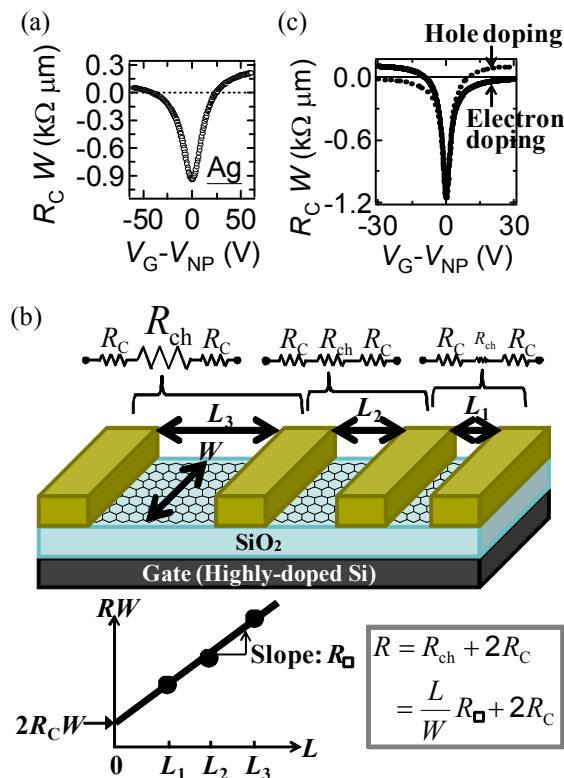 (a)
0.3
0.0
-0.3
-0.6
-0.9
R_C W (kΩ μm)
Ag
-50 0 50
V_G-V_NP (V)
(c)
Hole doping
0.0
-0.6
-1.2
R_C W (kΩ μm)
Electron
doping
-30 0 30
V_G-V_NP (V)
(b)
R_C R_ch R_C R_C R_ch R_C R_C R_ch R_C
L_3 L_2 L_1
W
SiO₂
Gate (Highly-doped Si)
RW
Slope: R_□
2R_C W
0 L_1 L_2 L_3 L
R = R_ch + 2R_C
= L/W R_□ + 2R_C